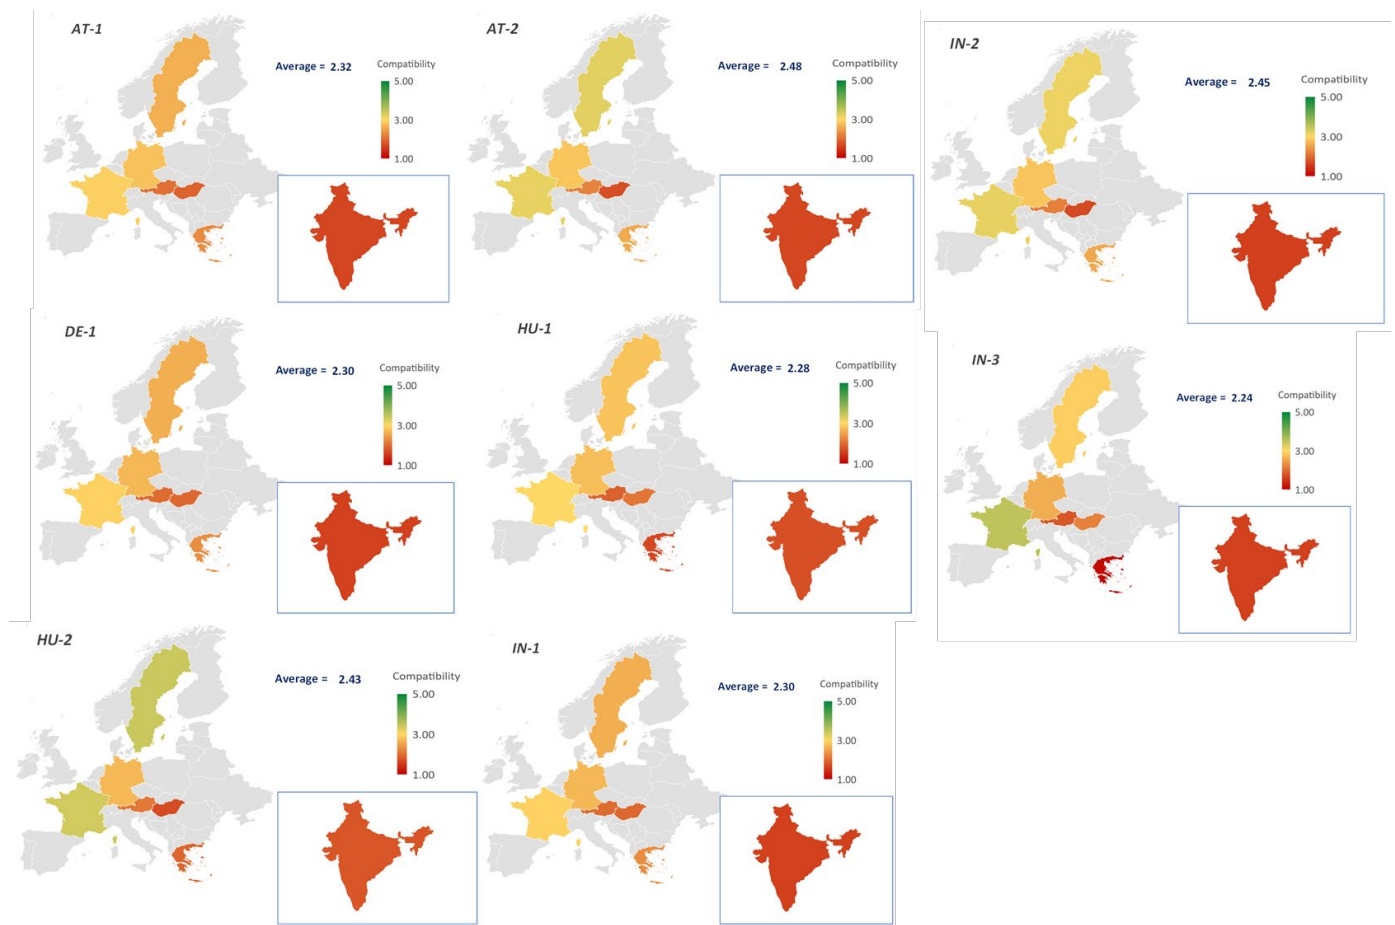 AT-1
Average = 2.32
Compatibility
5.00
3.00
1.00
AT-2
Average = 2.48
Compatibility
5.00
3.00
1.00
IN-2
Average = 2.45
Compatibility
5.00
3.00
1.00
DE-1
Average = 2.30
Compatibility
5.00
3.00
1.00
HU-1
Average = 2.28
Compatibility
5.00
3.00
1.00
IN-3
Average = 2.24
Compatibility
5.00
3.00
1.00
HU-2
Average = 2.43
Compatibility
5.00
3.00
1.00
IN-1
Average = 2.30
Compatibility
5.00
3.00
1.00